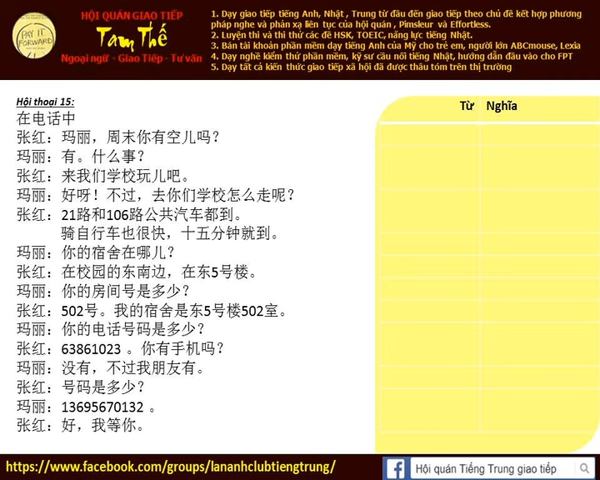 PAY IT
FORWARD
HỘI QUÁN GIAO TIẾP
Tam Thế
Ngoại ngữ - Giao Tiếp - Tư vấn
1. Dạy giao tiếp tiếng Anh, Nhật , Trung từ đầu đến giao tiếp theo chủ đề kết hợp phương
pháp nghe và phản xạ liên tục của hội quán , Pimsleur và Effortless.
2. Luyện thi và thi thử các đề HSK, TOEIC, năng lực tiếng Nhật.
3. Bán tài khoản phần mềm dạy tiếng Anh của Mỹ cho trẻ em, người lớn ABCmouse, Lexia
4. Dạy nghề kiểm thử phần mềm, kỹ sư cầu nối tiếng Nhật, hướng dẫn đầu vào cho FPT
5. Dạy tất cả kiến thức giao tiếp xã hội đã được thâu tóm trên thị trường
Hội thoại 15:
在电话中
张红：玛丽，周末你有空儿吗？
玛丽：有。什么事？
张红：来我们学校玩儿吧。
玛丽：好呀！不过，去你们学校怎么走呢？
张红：21路和106路公共汽车都到。
骑自行车也很快，十五分钟就到。
玛丽：你的宿舍在哪儿？
张红：在校园的东南边，在东5号楼。
玛丽：你的房间号是多少？
张红：502号。我的宿舍是东5号楼502室。
玛丽：你的电话号码是多少？
张红：63861023 。你有手机吗？
玛丽：没有，不过我朋友有。
张红：号码是多少？
玛丽：13695670132 。
张红：好，我等你。
Từ Nghĩa
https://www.facebook.com/groups/lananhclubtiengtrung/
f Hội quán Tiếng Trung giao tiếp